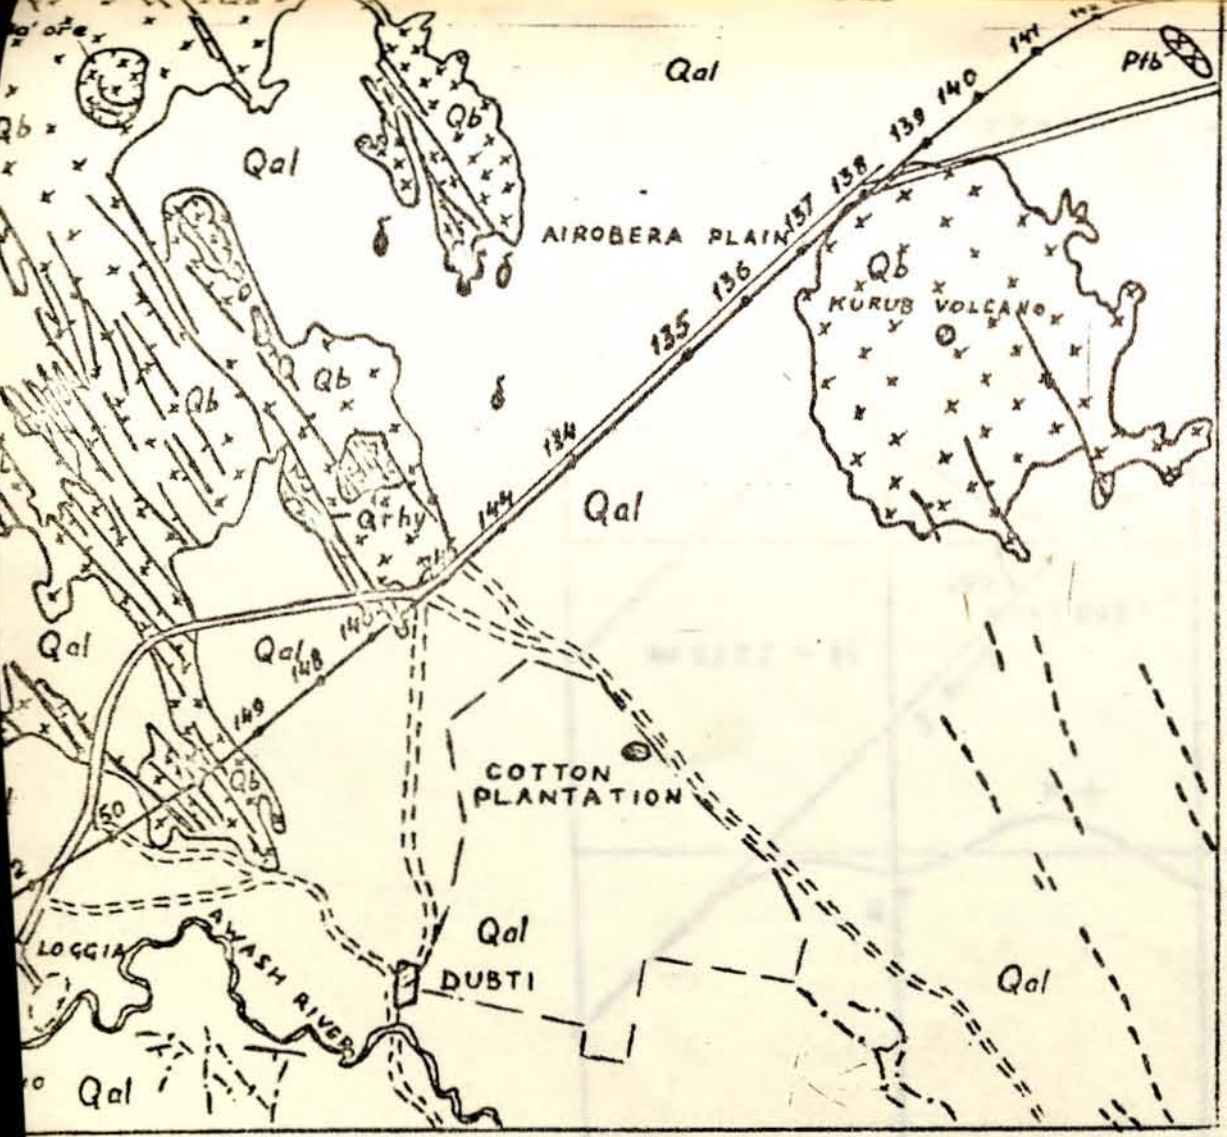 Qal
141
Ptb
140
139
Qb
Qb
Qal
138
137
AIROBERA PLAIN
136
Qb
KURUB VOLCANO
135
Qb
Qb
134
144
Qal
Qrhy
Qal
Qal
148
149
COTTON
PLANTATION
Qb
50
Qal
LOGGIA
AWASH RIVER
DUBTI
Qal
Qal